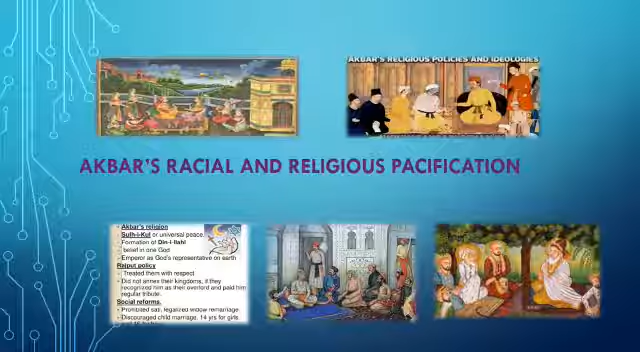 AKBAR'S RELIGIOUS POLICIES AND IDEOLOGIES
AKBAR'S RACIAL AND RELIGIOUS PACIFICATION
- Akbar's religion
- Sulh-i-Kul or universal peace.
- Formation of Din-i-Ilahi
- belief in one God
- Emperor as God's representative on earth
Rajput policy
- Treated them with respect
- Did not annex their kingdoms, if they
recognized him as their overlord and paid him
regular tribute.
Social reforms.
- Prohibited sati, legalized widow remarriage
- Discouraged child marriage, 14 yrs for girls